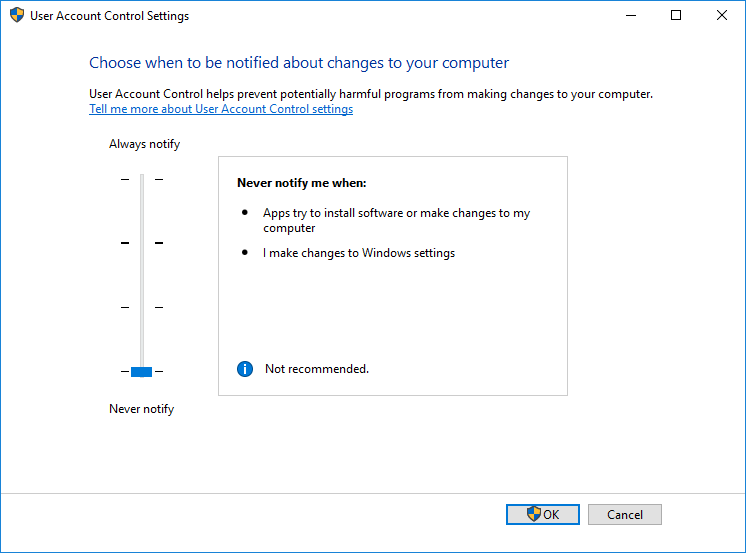 User Account Control Settings
Choose when to be notified about changes to your computer
User Account Control helps prevent potentially harmful programs from making changes to your computer.
Tell me more about User Account Control settings
Always notify
Never notify me when:
Apps try to install software or make changes to my
computer
I make changes to Windows settings
Not recommended.
Never notify
OK
Cancel